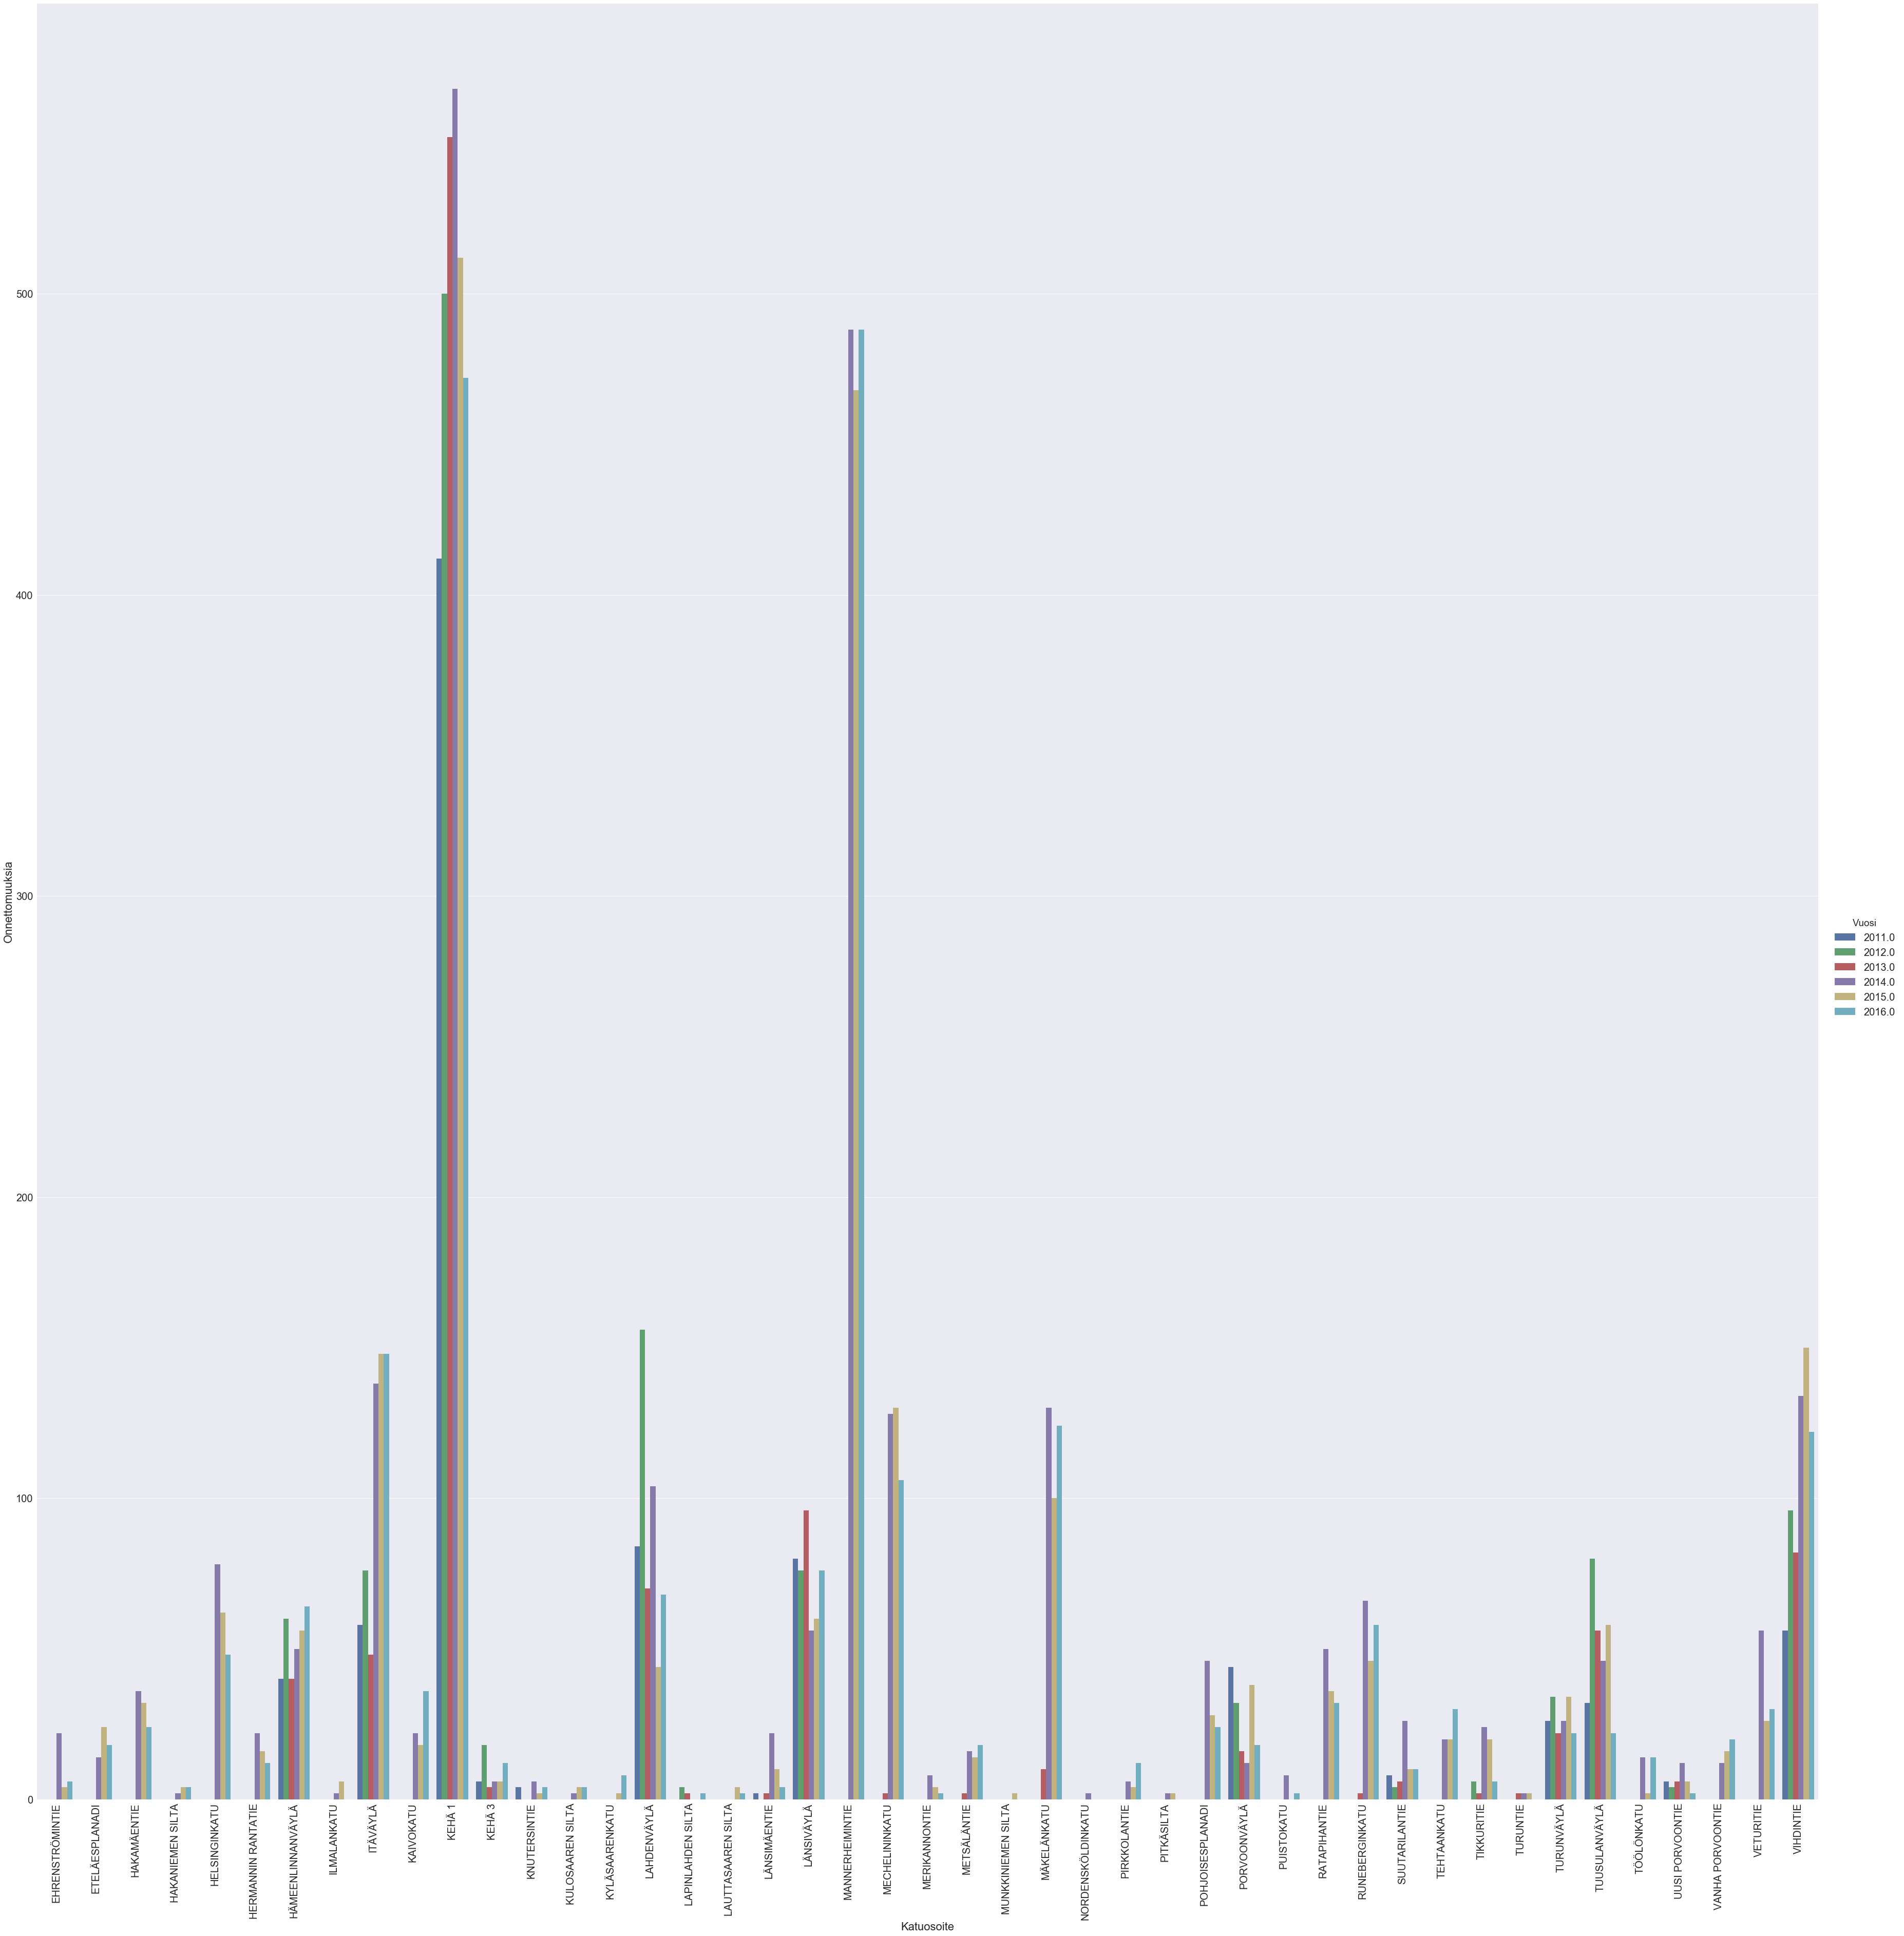 500
400
300
200
100
0
Onnettomuuksia
EHRENSTRÖMINTIE
ETELÄESPLANADI
HAKAMÄENTIE
HAKANIEMEN SILTA
HELSINGINKATU
HERMANNIN RANTATIE
HÄMEENLINNANVÄYLÄ
ILMALANKATU
ITÄVÄYLÄ
KAIVOKATU
KEHÄ 1
KEHÄ 3
KNUTERSINTIE
KULOSAAREN SILTA
KYLÄSAARENKATU
LAHDENVÄYLÄ
LAPINLAHDEN SILTA
LAUTTASAAREN SILTA
LÄNSIMÄENTIE
LÄNSIVÄYLÄ
MANNERHEIMINTIE
MECHELININKATU
MERIKANNONTIE
METSÄLÄNTIE
MUNKKINIEMEN SILTA
MÄKELÄNKATU
NORDENSKÖLDINKATU
PIRKKOLANTIE
PITKÄSILTA
POHJOISESPLANADI
PORVOONVÄYLÄ
PUISTOKATU
RATAPIHANTIE
RUNEBERGINKATU
SUUTARILANTIE
TEHTAANKATU
TIKKURITIE
TURUNTIE
TURUNVÄYLÄ
TUUSULANVÄYLÄ
TÖÖLÖNKATU
UUSI PORVOONTIE
VANHA PORVOONTIE
VETURITIE
VIHDINTIE
Katuosoite
Vuosi
2011.0
2012.0
2013.0
2014.0
2015.0
2016.0